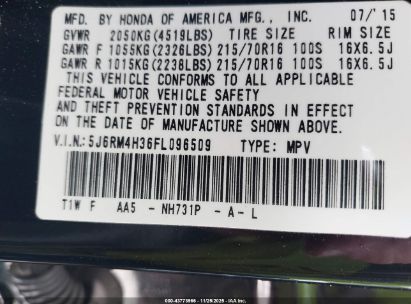 MFD. BY HONDA OF AMERICA MFG., INC. 07/'15
GVWR 2050KG(4519LBS) TIRE SIZE RIM SIZE
GAWR F 1055KG(2326LBS) 215/70R16 100S 16X6.5J
GAWR R 1015KG(2238LBS) 215/70R16 100S 16X6.5J
THIS VEHICLE CONFORMS TO ALL APPLICABLE
FEDERAL MOTOR VEHICLE SAFETY
AND THEFT PREVENTION STANDARDS IN EFFECT
ON THE DATE OF MANUFACTURE SHOWN ABOVE.
V.I.N.:5J6RM4H36FL096509 TYPE: MPV
T1W F AA5 - NH731P -A-L